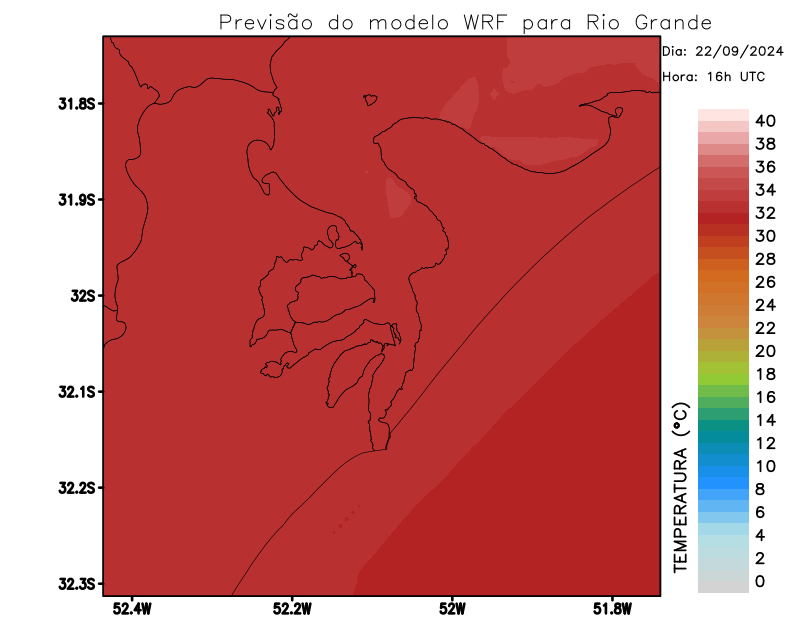 Previsão do modelo WRF para Rio Grande
Dia: 22/09/2024
Hora: 16h UTC
31.8S
31.9S
32S
32.1S
32.2S
32.3S
52.4W
52.2W
52W
51.8W
TEMPERATURA (°C)
40
38
36
34
32
30
28
26
24
22
20
18
16
14
12
10
8
6
4
2
0